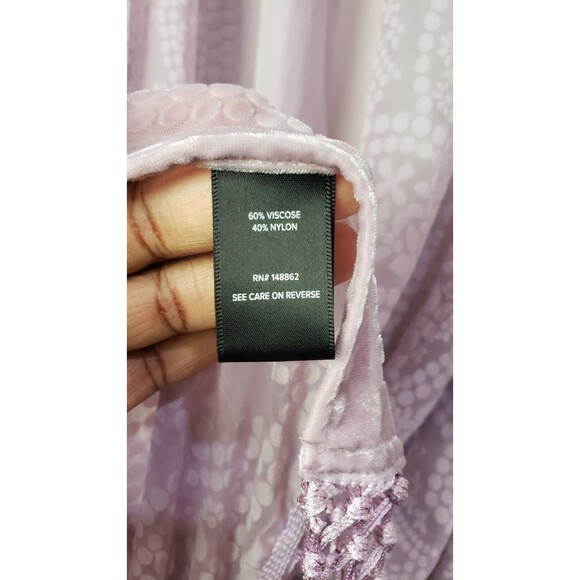 60% VISCOSE
40% NYLON
RN# 148862
SEE CARE ON REVERSE